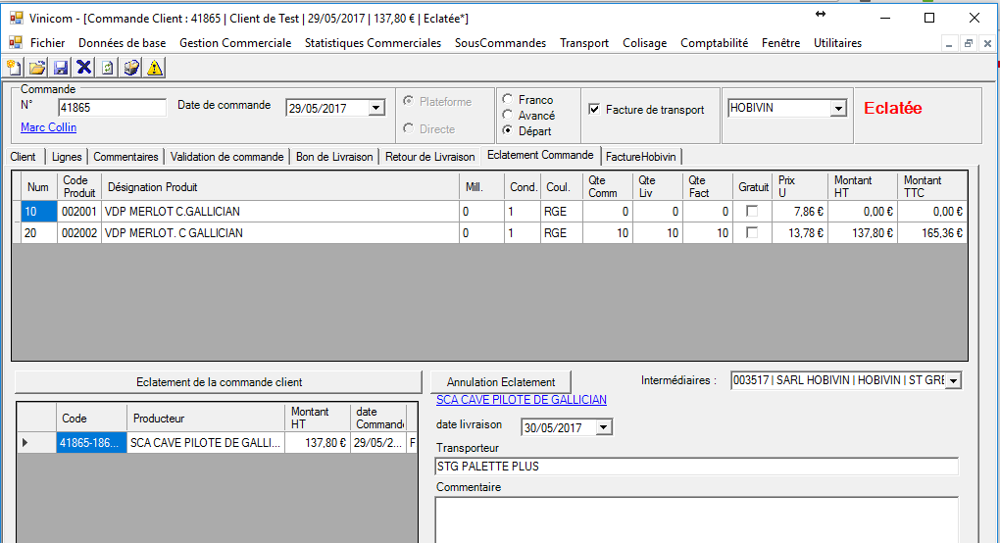 Vinicom - [Commande Client : 41865 | Client de Test | 29/05/2017 | 137,80 € | Eclatée*]
Fichier Données de base Gestion Commerciale Statistiques Commerciales SousCommandes Transport Colisage Comptabilité Fenêtre Utilitaires
Commande
N° 41865 Date de commande 29/05/2017 Plateforme Franco Facture de transport HOBIVIN Eclatée
Avancé
Marc Collin Directe Départ
Client Lignes Commentaires Validation de commande Bon de Livraison Retour de Livraison Eclatement Commande FactureHobivin
Num Code Produit Désignation Produit Mill. Cond. Coul. Qte Comm Qte Liv Qte Fact Gratuit Prix U Montant HT Montant TTC
10 002001 VDP MERLOT C.GALLICIAN 0 1 RGE 0 0 0 7,86 € 0,00 € 0,00 €
20 002002 VDP MERLOT. C GALLICIAN 0 1 RGE 10 10 10 13,78 € 137,80 € 165,36 €
Eclatement de la commande client Annulation Eclatement Intermédiaires : 003517 | SARL HOBIVIN | HOBIVIN | ST GRE
SCA CAVE PILOTE DE GALLICIAN
Code Producteur Montant HT date Commande
41865-186... SCA CAVE PILOTE DE GALLI... 137,80 € 29/05/2... F
date livraison 30/05/2017
Transporteur
STG PALETTE PLUS
Commentaire